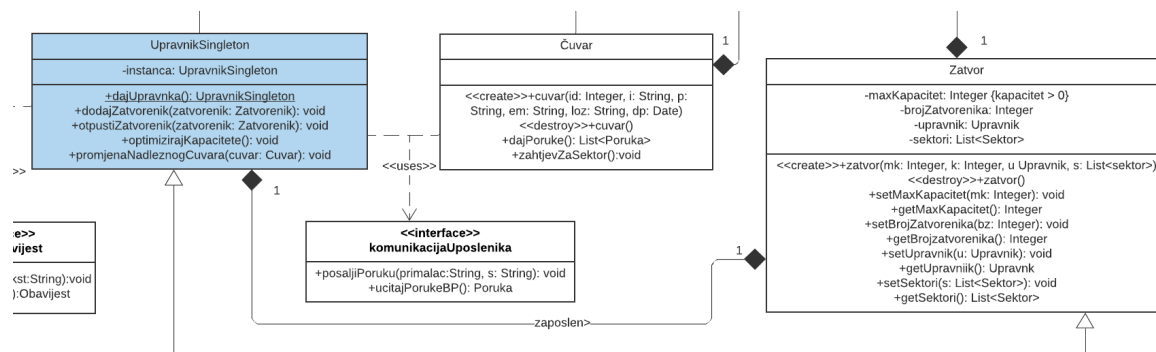 UpravnikSingleton
-instanca: UpravnikSingleton
+dajUpravnka(): UpravnikSingleton
+dodajZatvorenik(zatvorenik: Zatvorenik): void
+otpustiZatvorenik(zatvorenik: Zatvorenik): void
+optimizirajKapacitete(): void
+promjenaNadleznogCuvara(cuvar: Cuvar): void
1
Čuvar
<<create>>+cuvar(id: Integer, i: String, p:
String, em: String, loz: String, dp: Date)
<<destroy>>+cuvar()
+dajPoruke(): List<Poruka>
+zahtjevZaSektor():void
1
<<uses>>
1
Zatvor
-maxKapacitet: Integer {kapacitet > 0}
-brojZatvorenika: Integer
-upravnik: Upravnik
-sektori: List<Sektor>
<<create>>+zatvor(mk: Integer, k: Integer, u Upravnik, s: List<sektor>)
<<destroy>>+zatvor()
+setMaxKapacitet(mk: Integer): void
+getMaxKapacitet(): Integer
+setBrojZatvorenika(bz: Integer): void
+getBrojzatvorenika(): Integer
+setUpravnik(u: Upravnik): void
+getUpravniik(): Upravnk
+setSektori(s: List<Sektor>): void
+getSektori(): List<Sektor>
1
>>
ce>>
vijest
kst:String):void
):Obavijest
<<interface>>
komunikacijaUposlenika
+posaljiPoruku(primalac:String, s: String): void
+ucitajPorukeBP(): Poruka
zaposlen>